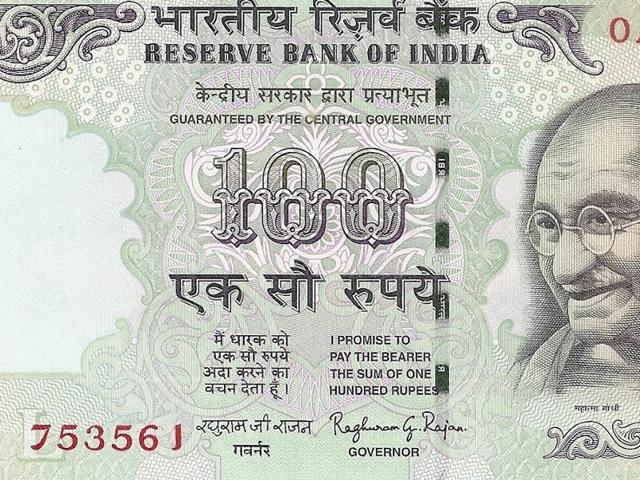 भारतीय रिज़र्व बैंक
RESERVE BANK OF INDIA
केन्द्रीय सरकार द्वारा प्रत्याभूत
GUARANTEED BY THE CENTRAL GOVERNMENT
100
एक सौ रुपये
मैं धारक को
एक सौ रुपये
अदा करने का
वचन देता हूँ।
I PROMISE TO
PAY THE BEARER
THE SUM OF ONE
HUNDRED RUPEES
महात्मा गांधी
753561
रघुराम जी राजन
गवर्नर
Raghuram G. Rajan.
GOVERNOR